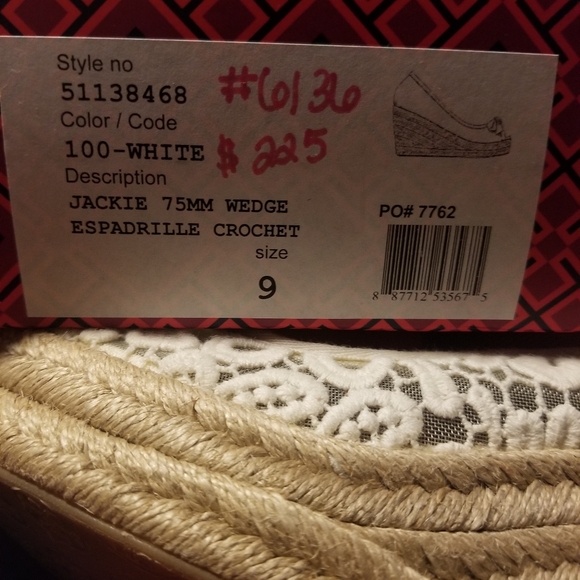 Style no
51138468 #6136
Color / Code
100-WHITE $225
Description
JACKIE 75MM WEDGE
ESPADRILLE CROCHET
size
9
PO# 7762
8 87712 53567 5